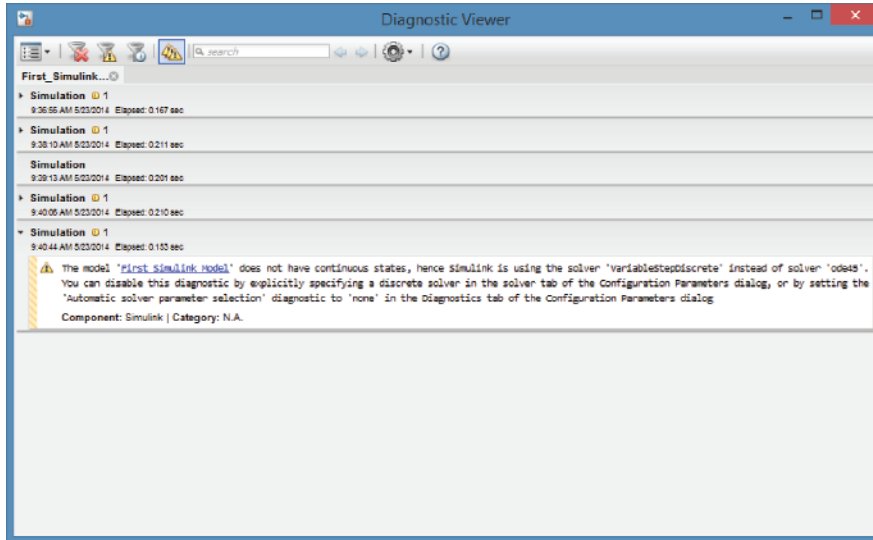 Diagnostic Viewer
search
First_Simulink...
Simulation 1
9:36:56 AM 5/23/2014 Elapsed: 0.167 sec
Simulation 1
9:38:10 AM 5/23/2014 Elapsed: 0.211 sec
Simulation
9:39:13 AM 5/23/2014 Elapsed: 0.201 sec
Simulation 1
9:40:06 AM 5/23/2014 Elapsed: 0.210 sec
Simulation 1
9:40:44 AM 5/23/2014 Elapsed: 0.153 sec
The model 'First_Simulink_Model' does not have continuous states, hence Simulink is using the solver 'VariableStepDiscrete' instead of solver 'ode45'.
You can disable this diagnostic by explicitly specifying a discrete solver in the solver tab of the Configuration Parameters dialog, or by setting the
'Automatic solver parameter selection' diagnostic to 'none' in the Diagnostics tab of the Configuration Parameters dialog
Component: Simulink | Category: N.A.